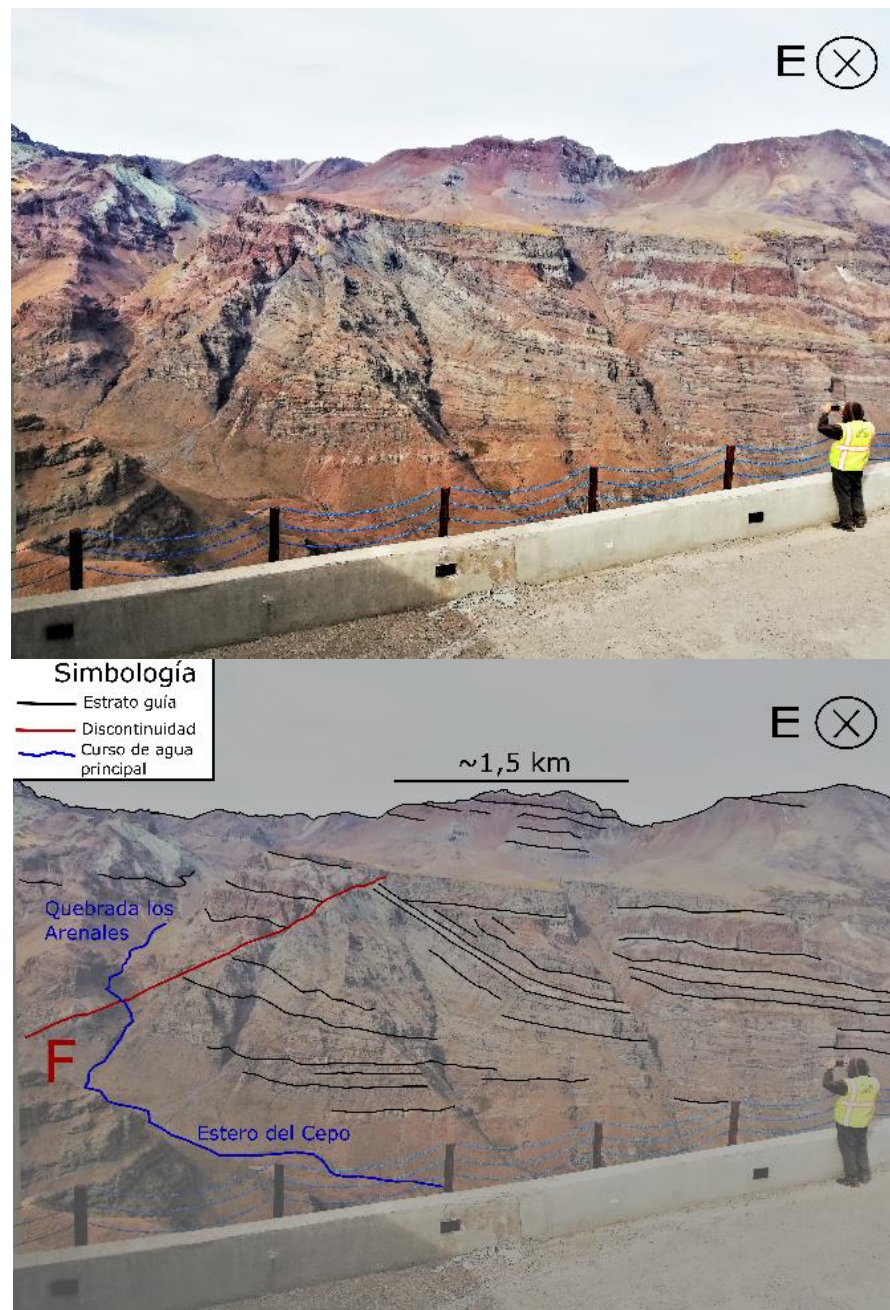 E
Simbología
Estrato guía
Discontinuidad
Curso de agua
principal
E
~1,5 km
Quebrada los
Arenales
F
Estero del Cepo